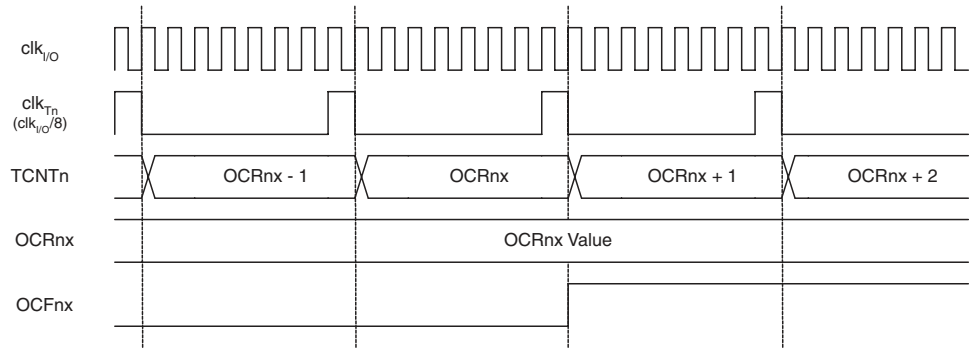 clkI/O
clkTn
(clkI/O/8)
TCNTn
OCRnx - 1
OCRnx
OCRnx + 1
OCRnx + 2
OCRnx
OCRnx Value
OCFnx